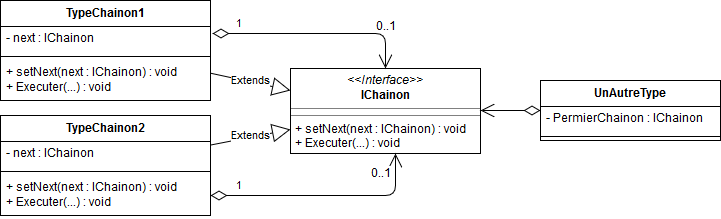 TypeChainon1
- next : IChainon
+ setNext(next : IChainon) : void
+ Executer(...) : void
1
0..1
Extends
<<Interface>>
IChainon
+ setNext(next : IChainon) : void
+ Executer(...) : void
UnAutreType
- PermierChainon : IChainon
TypeChainon2
- next : IChainon
+ setNext(next : IChainon) : void
+ Executer(...) : void
Extends
1
0..1